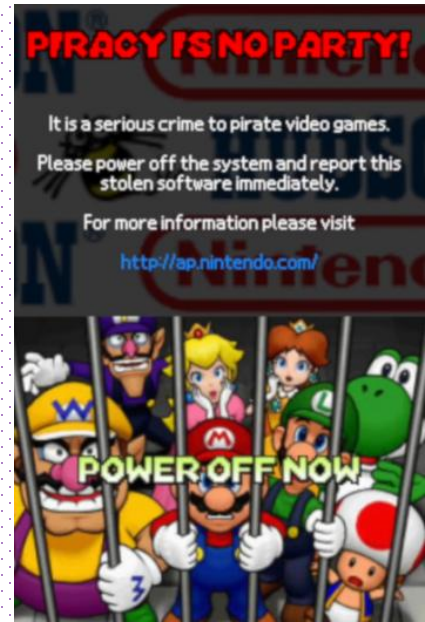 PIRACY IS NO PARTY!
It is a serious crime to pirate video games.
Please power off the system and report this
stolen software immediately.
For more information please visit
http://ap.nintendo.com/
POWER OFF NOW
W
M
L
3